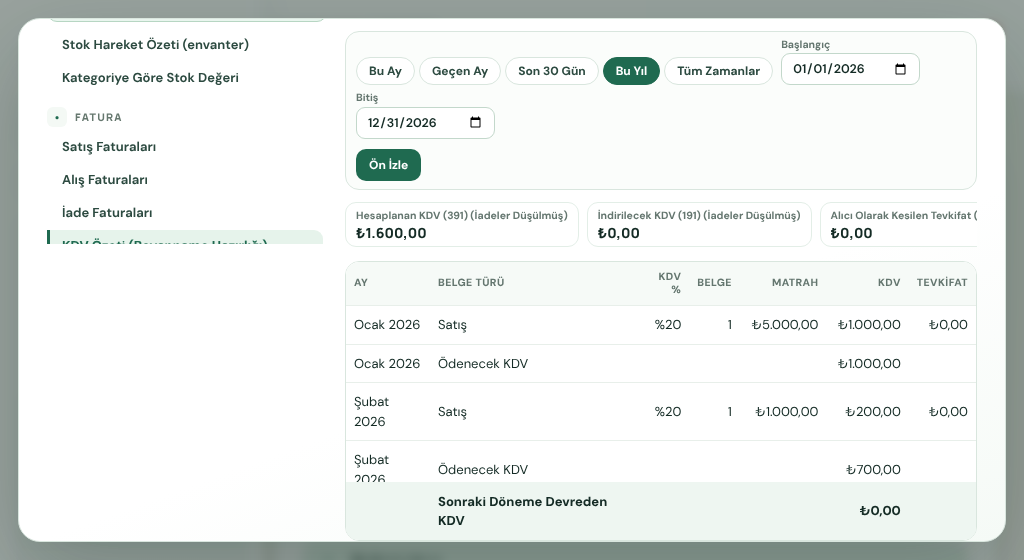 Stok Hareket Özeti (envanter)
Kategoriye Göre Stok Değeri
• FATURA
Satış Faturaları
Alış Faturaları
İade Faturaları
KDV Özeti (Beyanname Hazırlığı)
Bu Ay
Geçen Ay
Son 30 Gün
Bu Yıl
Tüm Zamanlar
Başlangıç
01/01/2026
Bitiş
12/31/2026
Ön İzle
Hesaplanan KDV (391) (İadeler Düşülmüş)
₺1.600,00
İndirilecek KDV (191) (İadeler Düşülmüş)
₺0,00
Alıcı Olarak Kesilen Tevkifat (
₺0,00
AY BELGE TÜRÜ KDV % BELGE MATRAH KDV TEVKİFAT
Ocak 2026 Satış %20 1 ₺5.000,00 ₺1.000,00 ₺0,00
Ocak 2026 Ödenecek KDV ₺1.000,00
Şubat 2026 Satış %20 1 ₺1.000,00 ₺200,00 ₺0,00
Şubat 2026 Ödenecek KDV ₺700,00
Sonraki Döneme Devreden KDV ₺0,00